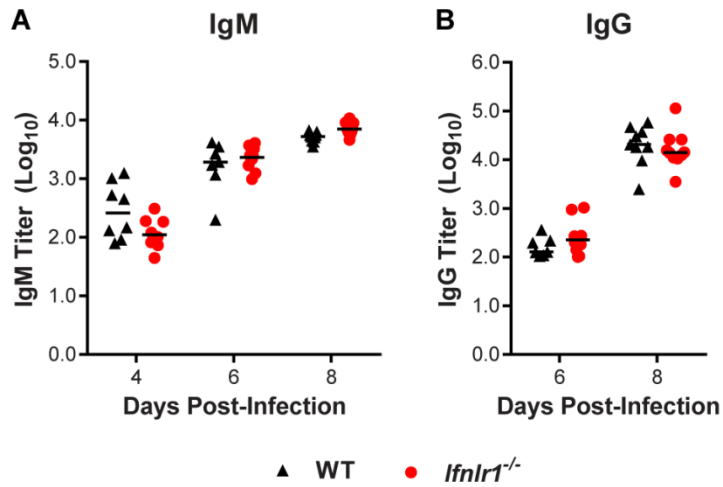 A
IgM
IgM Titer (Log10)
5.0
4.0
3.0
2.0
1.0
0.0
4
6
8
Days Post-Infection
B
IgG
IgG Titer (Log10)
6.0
5.0
4.0
3.0
2.0
1.0
0.0
6
8
Days Post-Infection
WT
Ifnlr1-/-